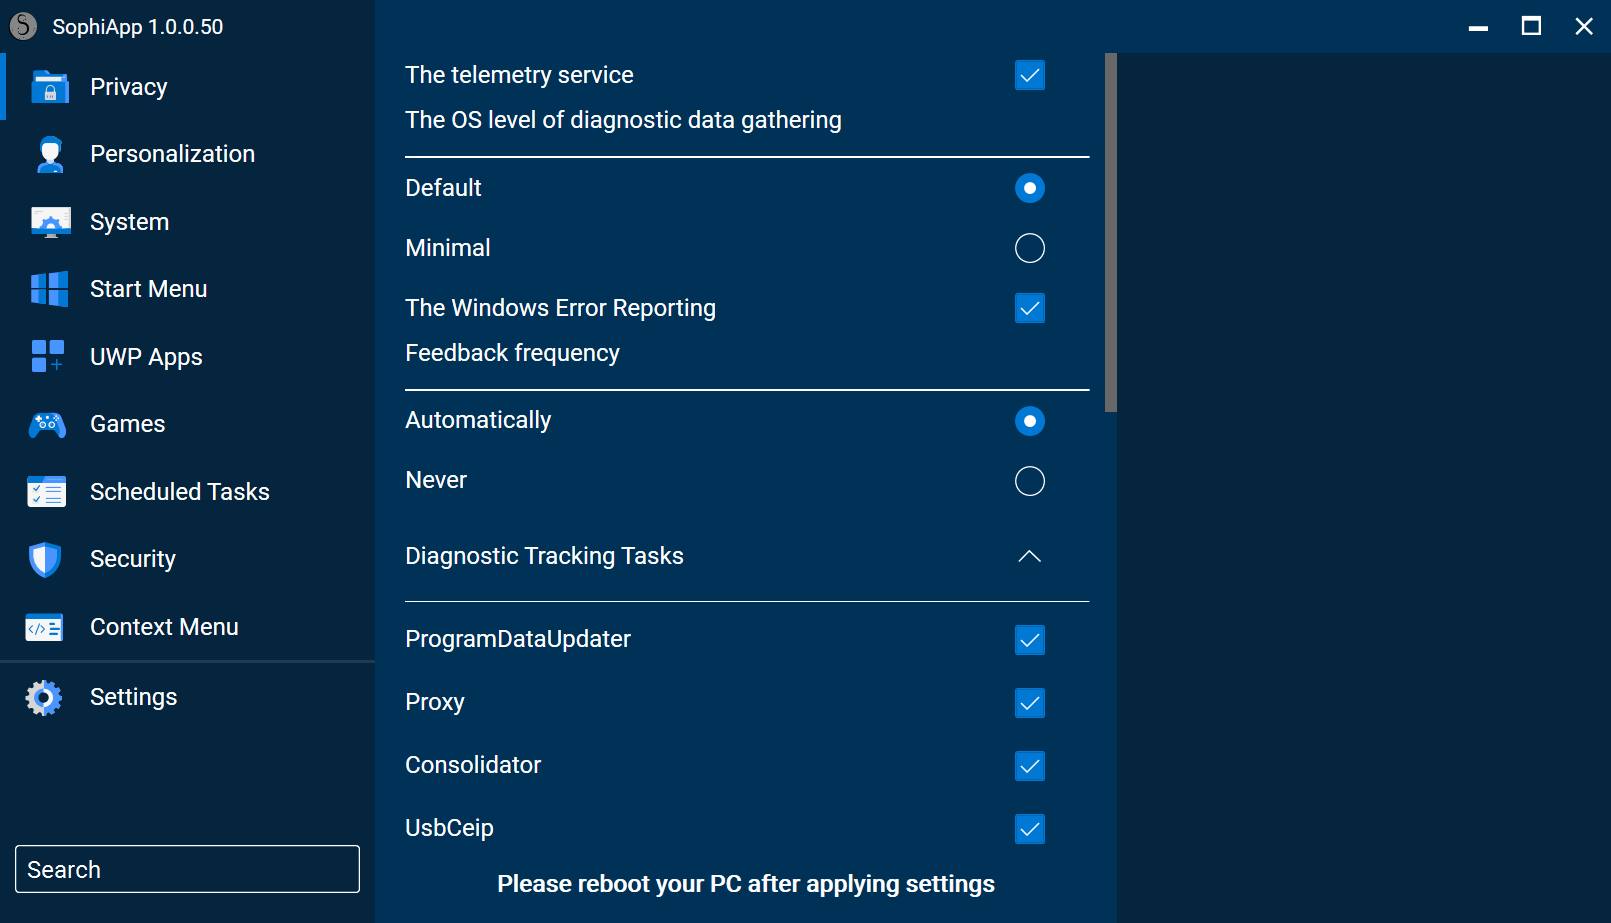 SophiApp 1.0.0.50
Privacy
Personalization
System
Start Menu
UWP Apps
Games
Scheduled Tasks
Security
Context Menu
Settings
Search
The telemetry service
The OS level of diagnostic data gathering
Default
Minimal
The Windows Error Reporting
Feedback frequency
Automatically
Never
Diagnostic Tracking Tasks
ProgramDataUpdater
Proxy
Consolidator
UsbCeip
Please reboot your PC after applying settings